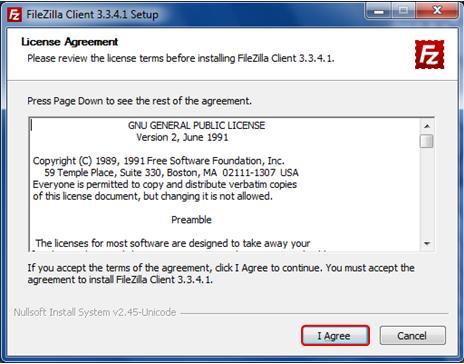 FileZilla Client 3.3.4.1 Setup
License Agreement
Please review the license terms before installing FileZilla Client 3.3.4.1.
Fz
Press Page Down to see the rest of the agreement.
GNU GENERAL PUBLIC LICENSE
Version 2, June 1991
Copyright (C) 1989, 1991 Free Software Foundation, Inc.
59 Temple Place, Suite 330, Boston, MA 02111-1307 USA
Everyone is permitted to copy and distribute verbatim copies
of this license document, but changing it is not allowed.
Preamble
The licenses for most software are designed to take away your
If you accept the terms of the agreement, click I Agree to continue. You must accept the
agreement to install FileZilla Client 3.3.4.1.
Nullsoft Install System v2.45-Unicode
I Agree
Cancel